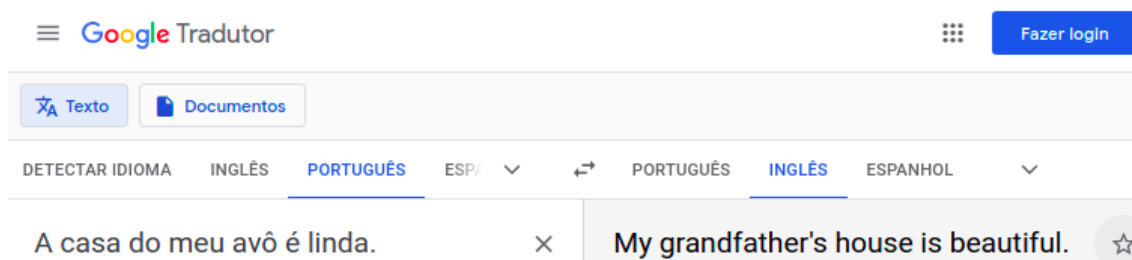 Google Tradutor Fazer login
Texto Documentos
DETECTAR IDIOMA INGLÊS PORTUGUÊS PORTUGUÊS INGLÊS ESPANHOL
A casa do meu avô é linda. My grandfather's house is beautiful.